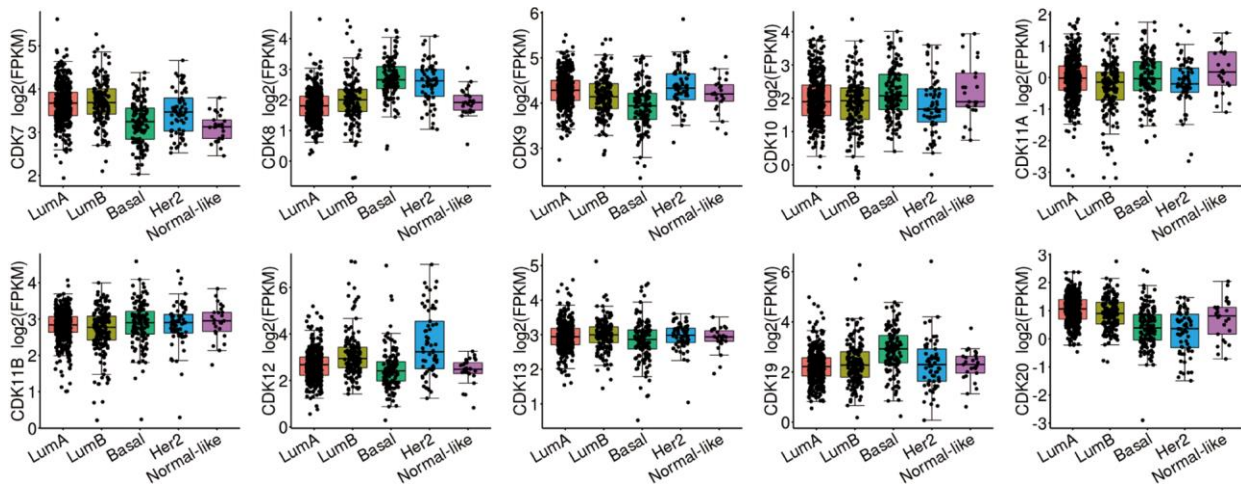 CDK7 log2(FPKM)
5
4
3
2
LumA
LumB
Basal
Her2
Normal-like
CDK8 log2(FPKM)
4
3
2
1
0
LumA
LumB
Basal
Her2
Normal-like
CDK9 log2(FPKM)
6
5
4
3
LumA
LumB
Basal
Her2
Normal-like
CDK10 log2(FPKM)
4
3
2
1
0
LumA
LumB
Basal
Her2
Normal-like
CDK11A log2(FPKM)
2
1
0
-1
-2
-3
LumA
LumB
Basal
Her2
Normal-like
CDK11B log2(FPKM)
4
3
2
1
0
LumA
LumB
Basal
Her2
Normal-like
CDK12 log2(FPKM)
6
4
2
0
LumA
LumB
Basal
Her2
Normal-like
CDK13 log2(FPKM)
5
4
3
2
1
LumA
LumB
Basal
Her2
Normal-like
CDK19 log2(FPKM)
6
4
2
0
LumA
LumB
Basal
Her2
Normal-like
CDK20 log2(FPKM)
3
2
1
0
-1
-2
-3
LumA
LumB
Basal
Her2
Normal-like